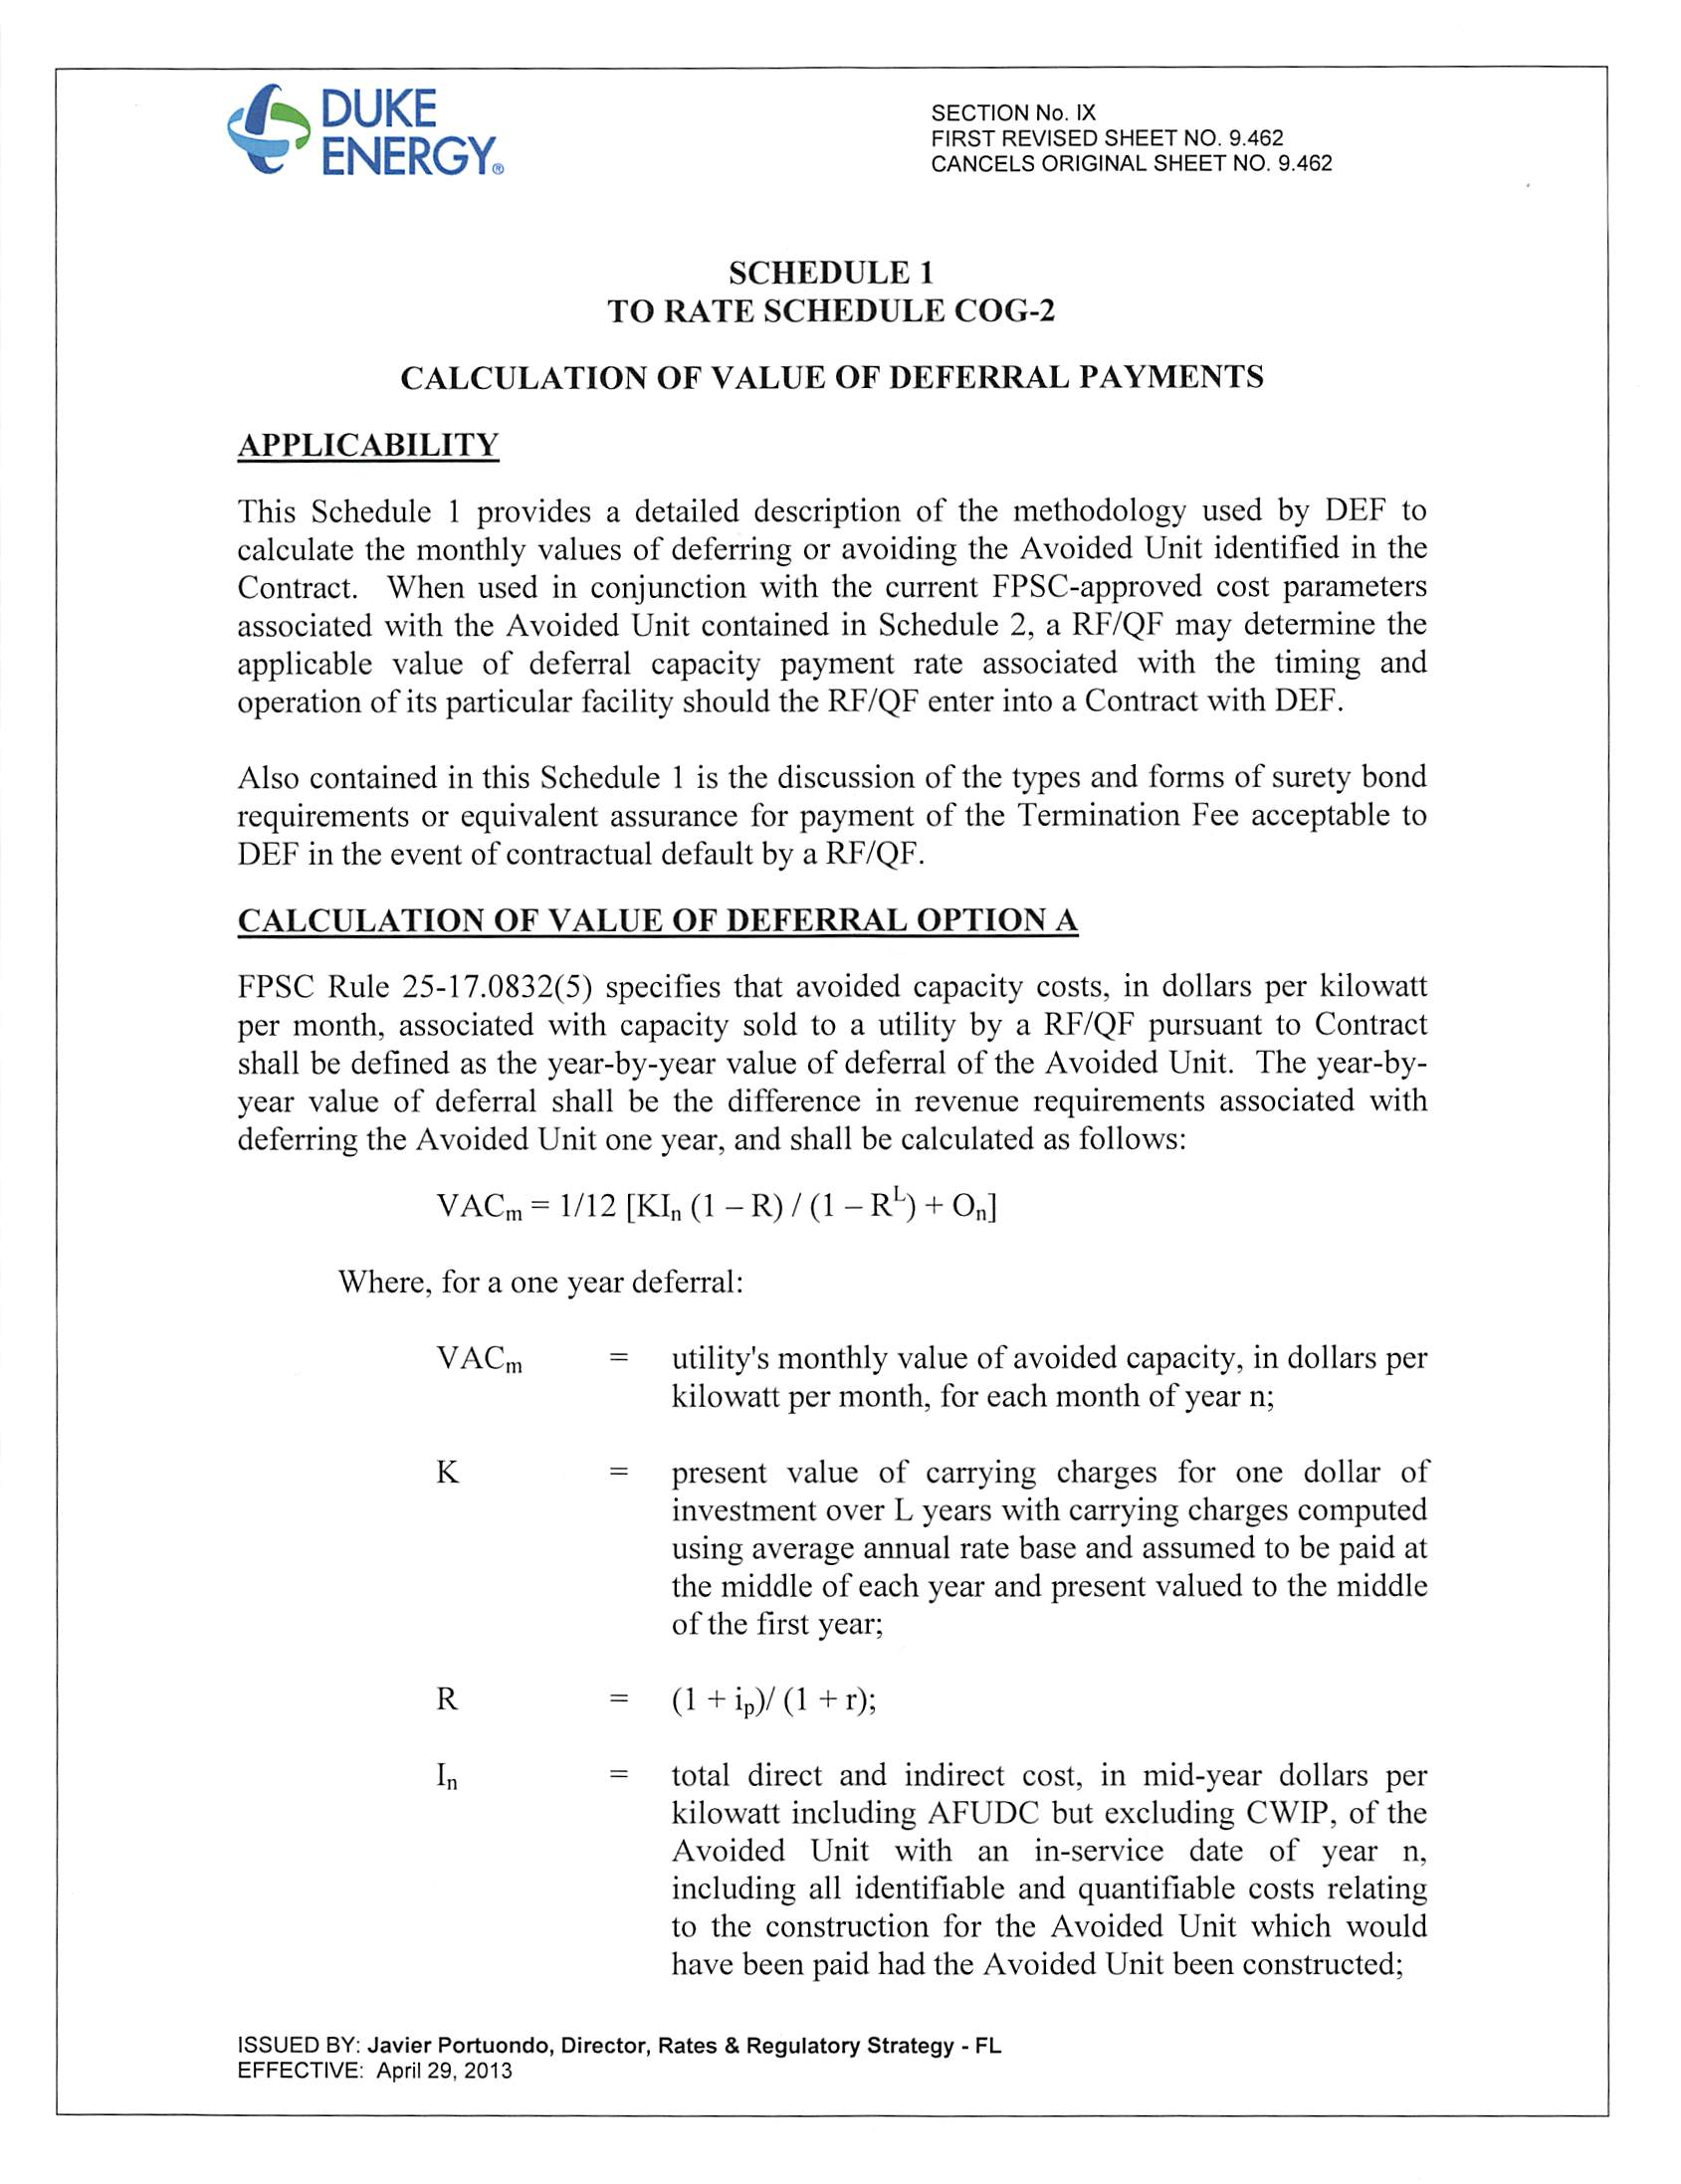 DUKE
ENERGY®
SECTION No. IX
FIRST REVISED SHEET NO. 9.462
CANCELS ORIGINAL SHEET NO. 9.462
SCHEDULE 1
TO RATE SCHEDULE COG-2
CALCULATION OF VALUE OF DEFERRAL PAYMENTS
APPLICABILITY
This Schedule 1 provides a detailed description of the methodology used by DEF to
calculate the monthly values of deferring or avoiding the Avoided Unit identified in the
Contract. When used in conjunction with the current FPSC-approved cost parameters
associated with the Avoided Unit contained in Schedule 2, a RF/QF may determine the
applicable value of deferral capacity payment rate associated with the timing and
operation of its particular facility should the RF/QF enter into a Contract with DEF.
Also contained in this Schedule 1 is the discussion of the types and forms of surety bond
requirements or equivalent assurance for payment of the Termination Fee acceptable to
DEF in the event of contractual default by a RF/QF.
CALCULATION OF VALUE OF DEFERRAL OPTION A
FPSC Rule 25-17.0832(5) specifies that avoided capacity costs, in dollars per kilowatt
per month, associated with capacity sold to a utility by a RF/QF pursuant to Contract
shall be defined as the year-by-year value of deferral of the Avoided Unit. The year-by-
year value of deferral shall be the difference in revenue requirements associated with
deferring the Avoided Unit one year, and shall be calculated as follows:
VACm = 1/12 [KIn (1 – R) / (1 – R^L) + On]
Where, for a one year deferral:
VACm = utility's monthly value of avoided capacity, in dollars per
kilowatt per month, for each month of year n;
K = present value of carrying charges for one dollar of
investment over L years with carrying charges computed
using average annual rate base and assumed to be paid at
the middle of each year and present valued to the middle
of the first year;
R = (1 + ip)/ (1 + r);
In = total direct and indirect cost, in mid-year dollars per
kilowatt including AFUDC but excluding CWIP, of the
Avoided Unit with an in-service date of year n,
including all identifiable and quantifiable costs relating
to the construction for the Avoided Unit which would
have been paid had the Avoided Unit been constructed;
ISSUED BY: Javier Portuondo, Director, Rates & Regulatory Strategy - FL
EFFECTIVE: April 29, 2013